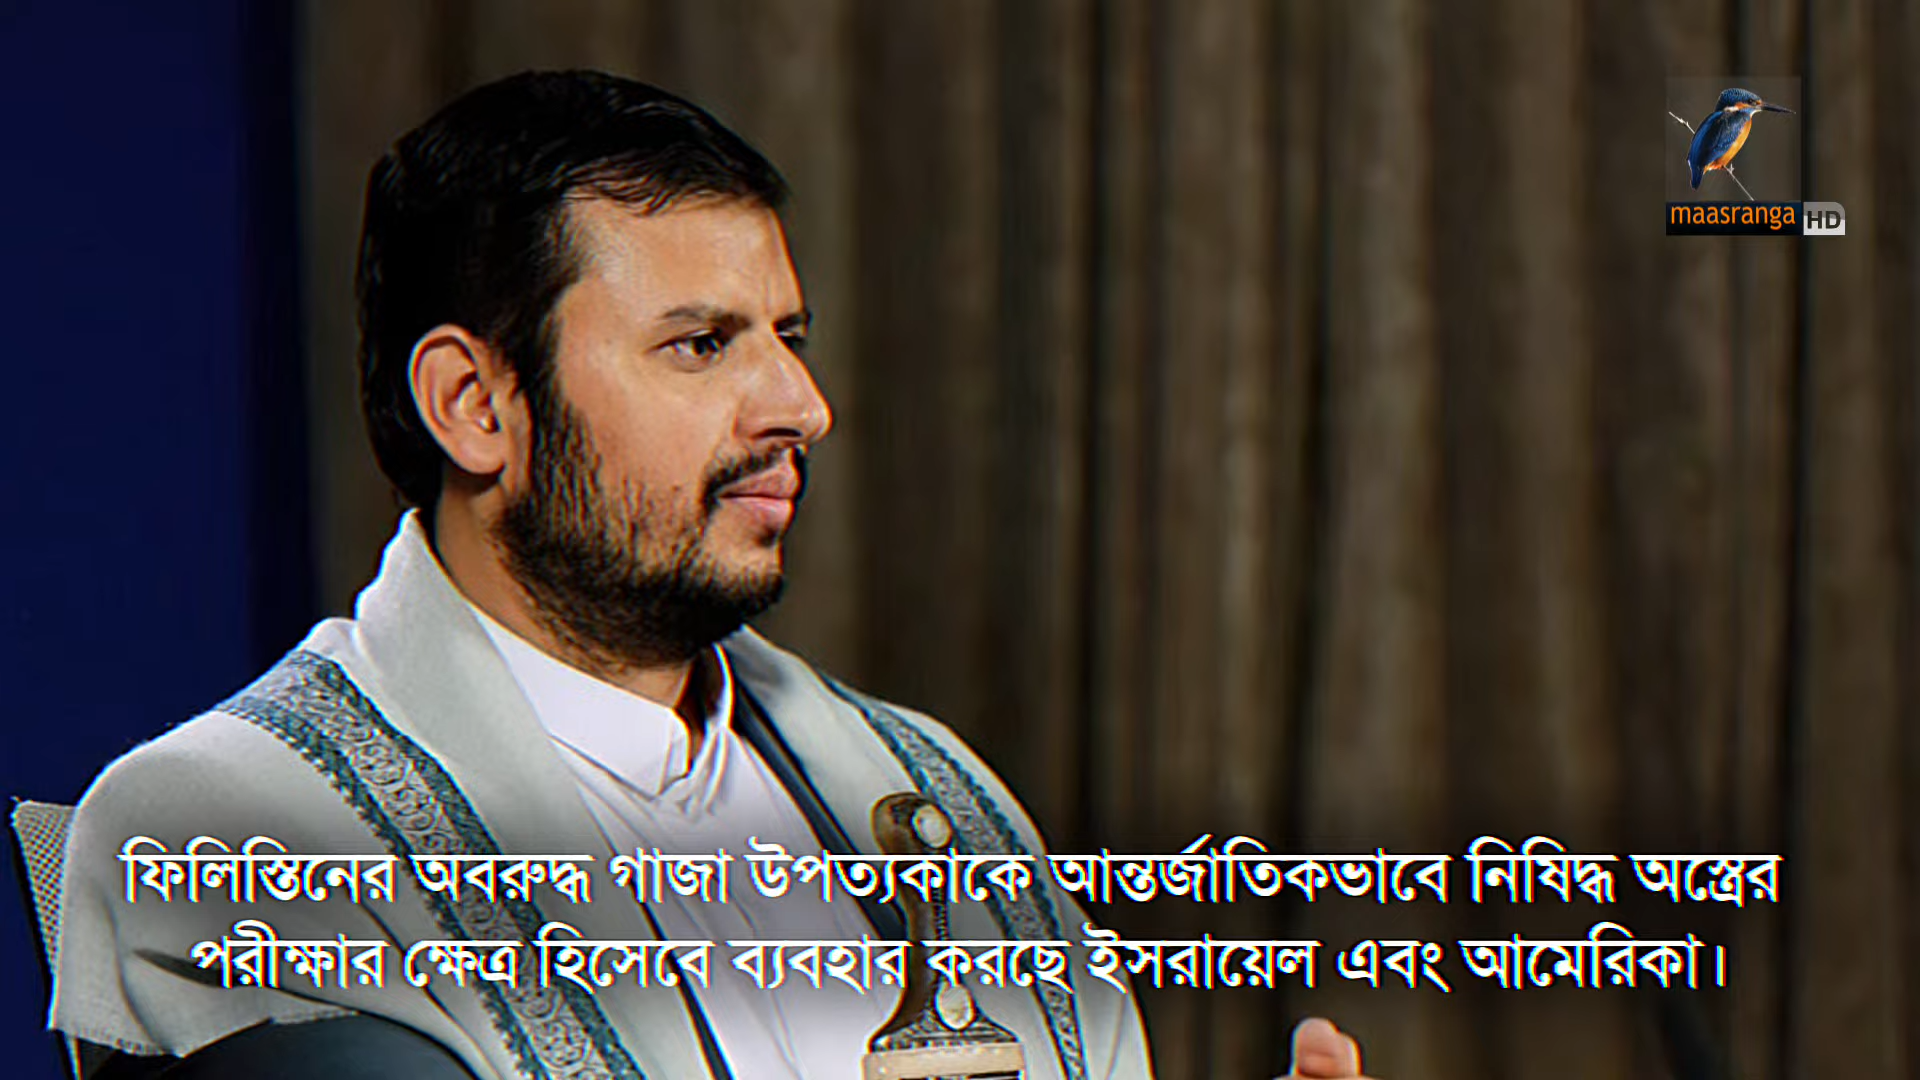 maasranga HD
ফিলিস্তিনের অবরুদ্ধ গাজা উপত্যকাকে আন্তর্জাতিকভাবে নিষিদ্ধ অস্ত্রের
পরীক্ষার ক্ষেত্র হিসেবে ব্যবহার করছে ইসরায়েল এবং আমেরিকা।